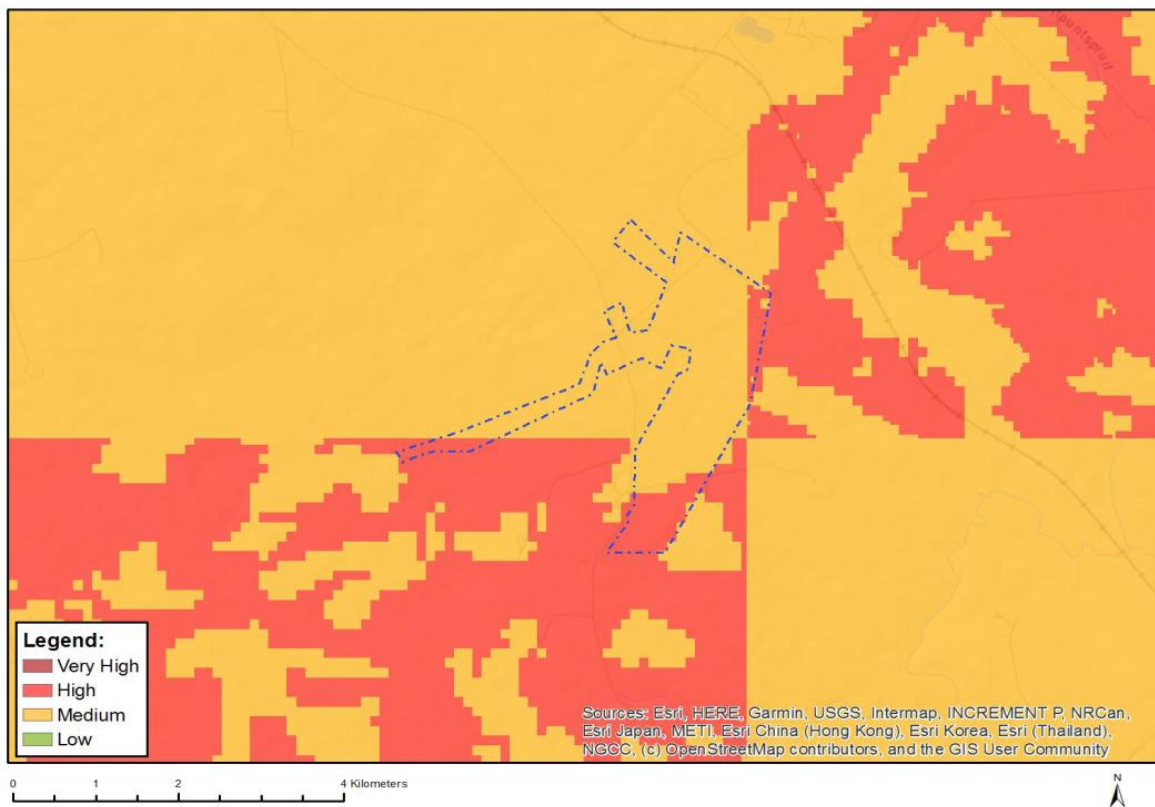 Legend:
Very High
High
Medium
Low
Sources: Esri, HERE, Garmin, USGS, Intermap, INCREMENT P, NRCan,
Esri Japan, METI, Esri China (Hong Kong), Esri Korea, Esri (Thailand),
NGCC, (c) OpenStreetMap contributors, and the GIS User Community
0 1 2 4 Kilometers
N